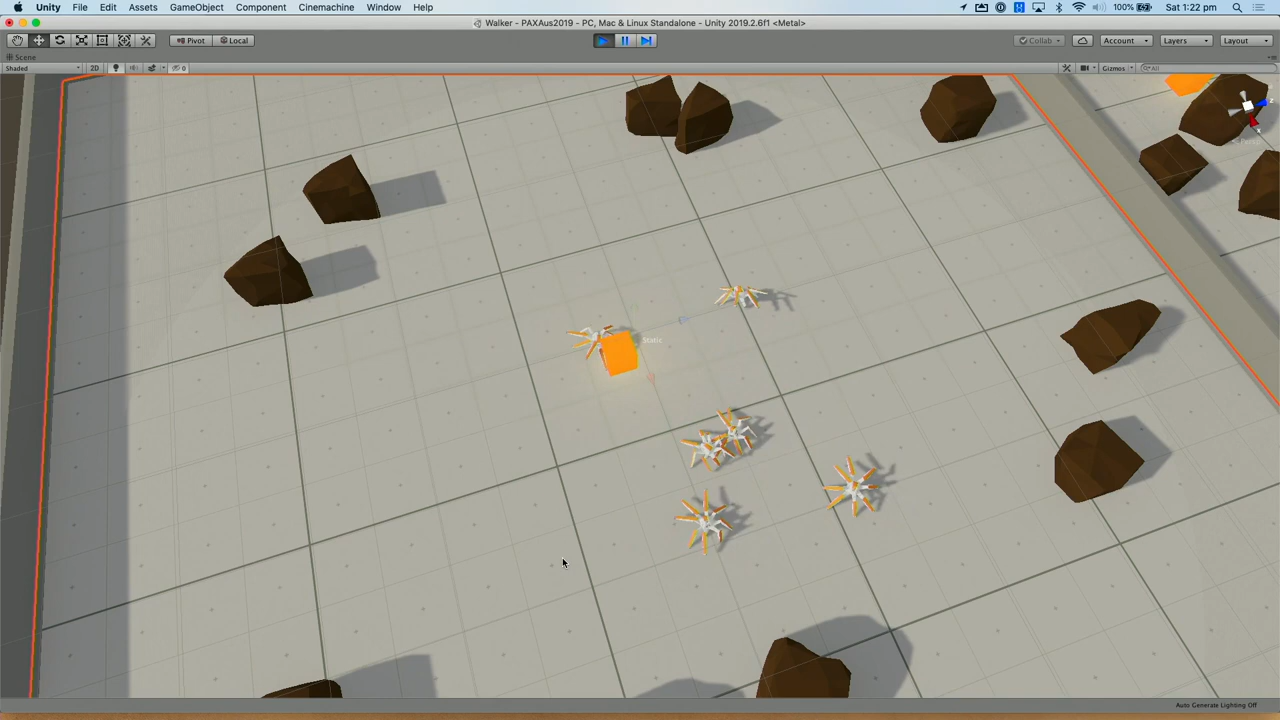 Unity File Edit Assets GameObject Component Cinemachine Window Help 100% Sat 1:22 pm
Walker - PAXAus2019 - PC, Mac & Linux Standalone - Unity 2019.2.6f1 <Metal>
Pivot Local Collab Account Layers Layout
Scene
Shaded 2D 0 Gizmos All
z
x
Static
Auto Generate Lighting Off